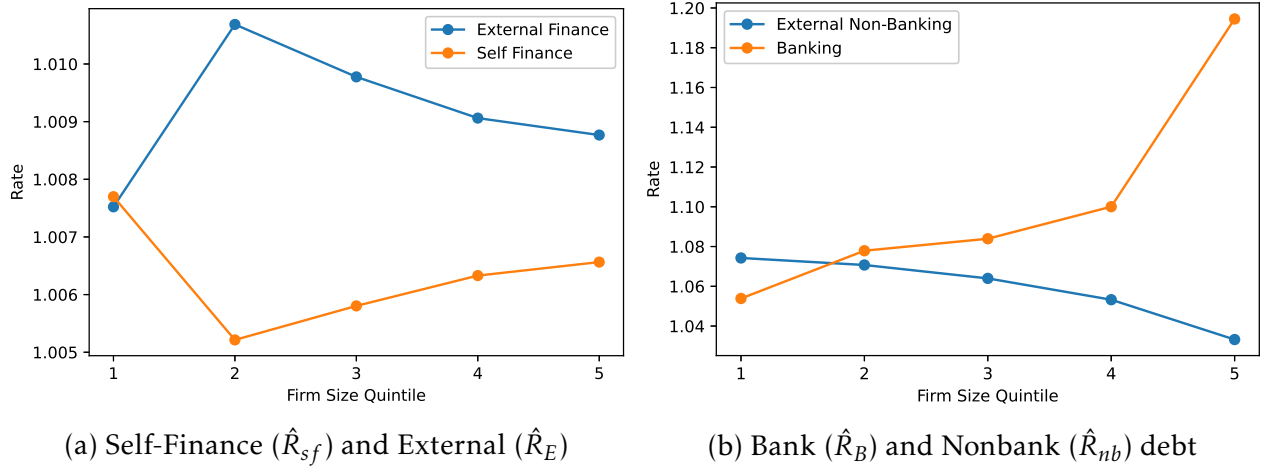 External Finance
Self Finance
1.010
1.009
1.008
1.007
1.006
1.005
Rate
1
2
3
4
5
Firm Size Quintile
(a) Self-Finance (R̂sf) and External (R̂E)
External Non-Banking
Banking
1.20
1.18
1.16
1.14
1.12
1.10
1.08
1.06
1.04
Rate
1
2
3
4
5
Firm Size Quintile
(b) Bank (R̂B) and Nonbank (R̂nb) debt